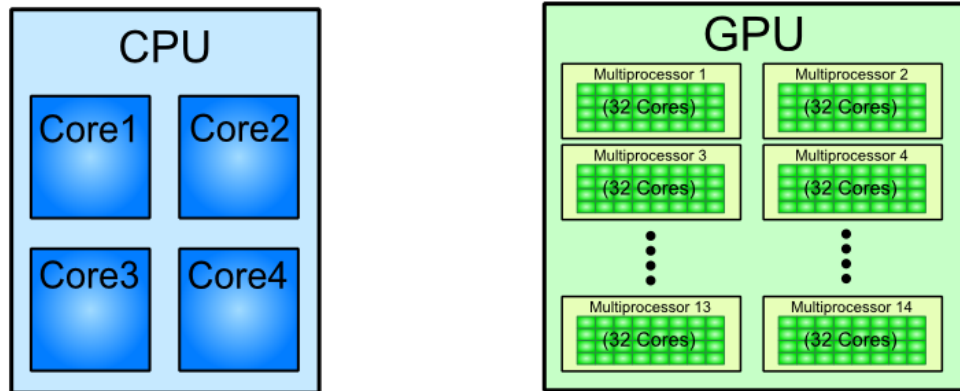 CPU
Core1
Core2
Core3
Core4
GPU
Multiprocessor 1
(32 Cores)
Multiprocessor 2
(32 Cores)
Multiprocessor 3
(32 Cores)
Multiprocessor 4
(32 Cores)
Multiprocessor 13
(32 Cores)
Multiprocessor 14
(32 Cores)